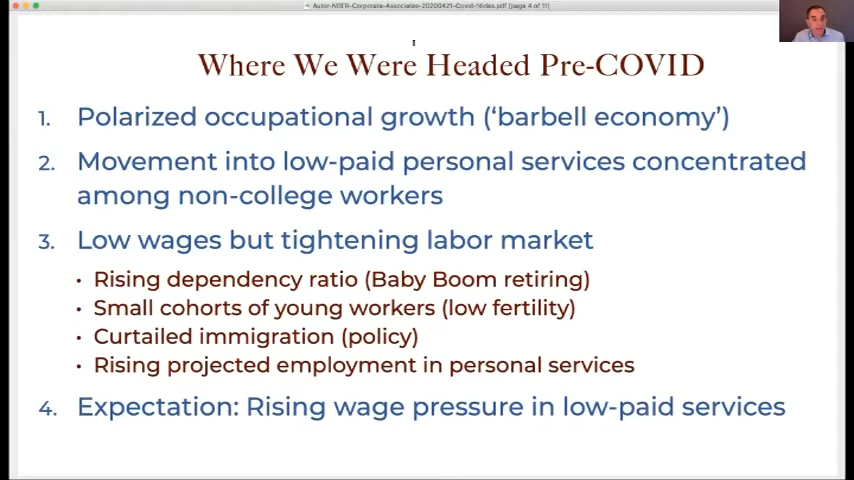 Autor-NBER-Corporate-Associates-20200421-Covid-Slides.pdf (page 4 of 11)
Where We Were Headed Pre-COVID
1. Polarized occupational growth (‘barbell economy’)
2. Movement into low-paid personal services concentrated
among non-college workers
3. Low wages but tightening labor market
• Rising dependency ratio (Baby Boom retiring)
• Small cohorts of young workers (low fertility)
• Curtailed immigration (policy)
• Rising projected employment in personal services
4. Expectation: Rising wage pressure in low-paid services